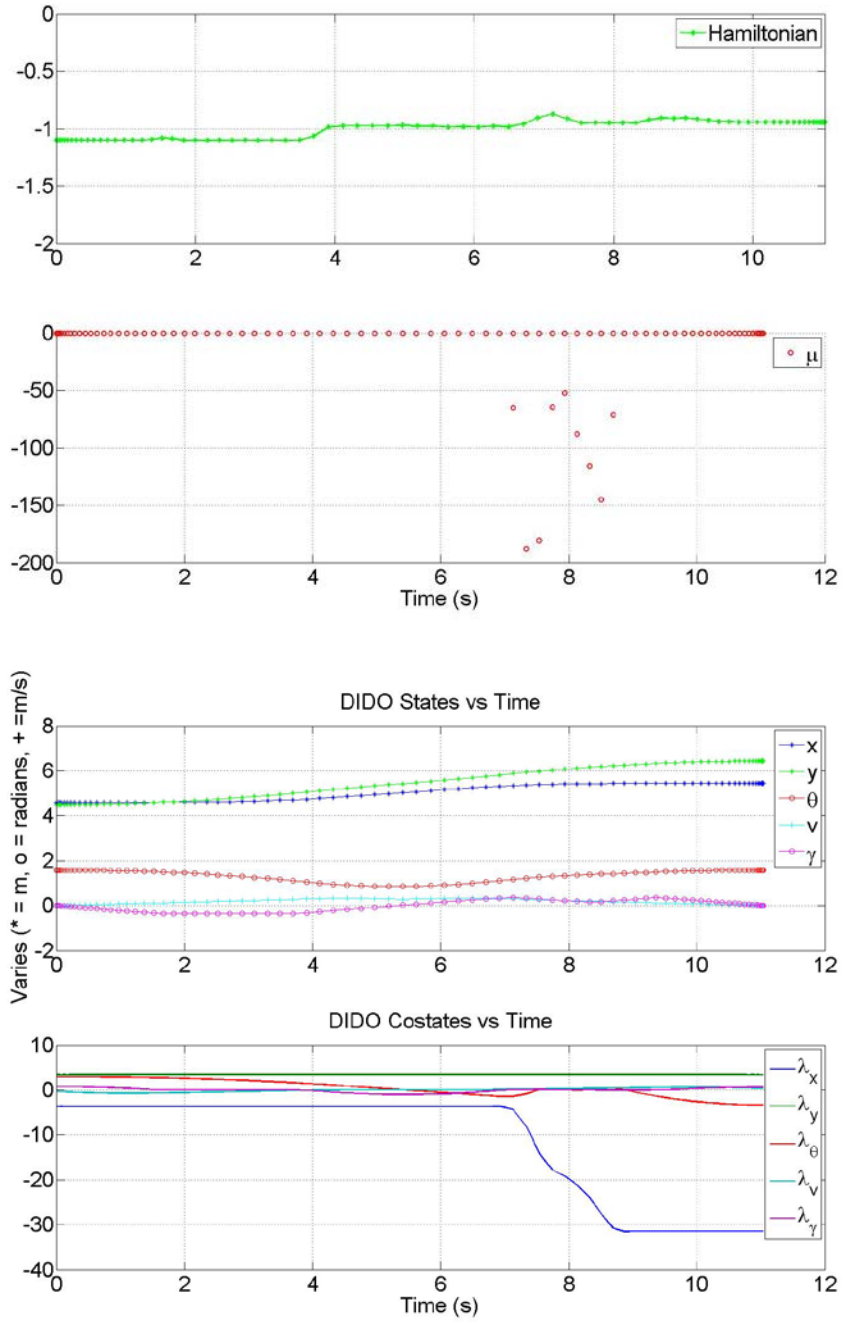 0
-0.5
-1
-1.5
-2
Hamiltonian
0 2 4 6 8 10
0
-50
-100
-150
-200
μ
0 2 4 6 8 10 12
Time (s)
DIDO States vs Time
Varies (* = m, o = radians, + =m/s)
8
6
4
2
0
-2
x
y
θ
v
γ
0 2 4 6 8 10 12
DIDO Costates vs Time
10
0
-10
-20
-30
-40
λx
λy
λθ
λv
λγ
0 2 4 6 8 10 12
Time (s)